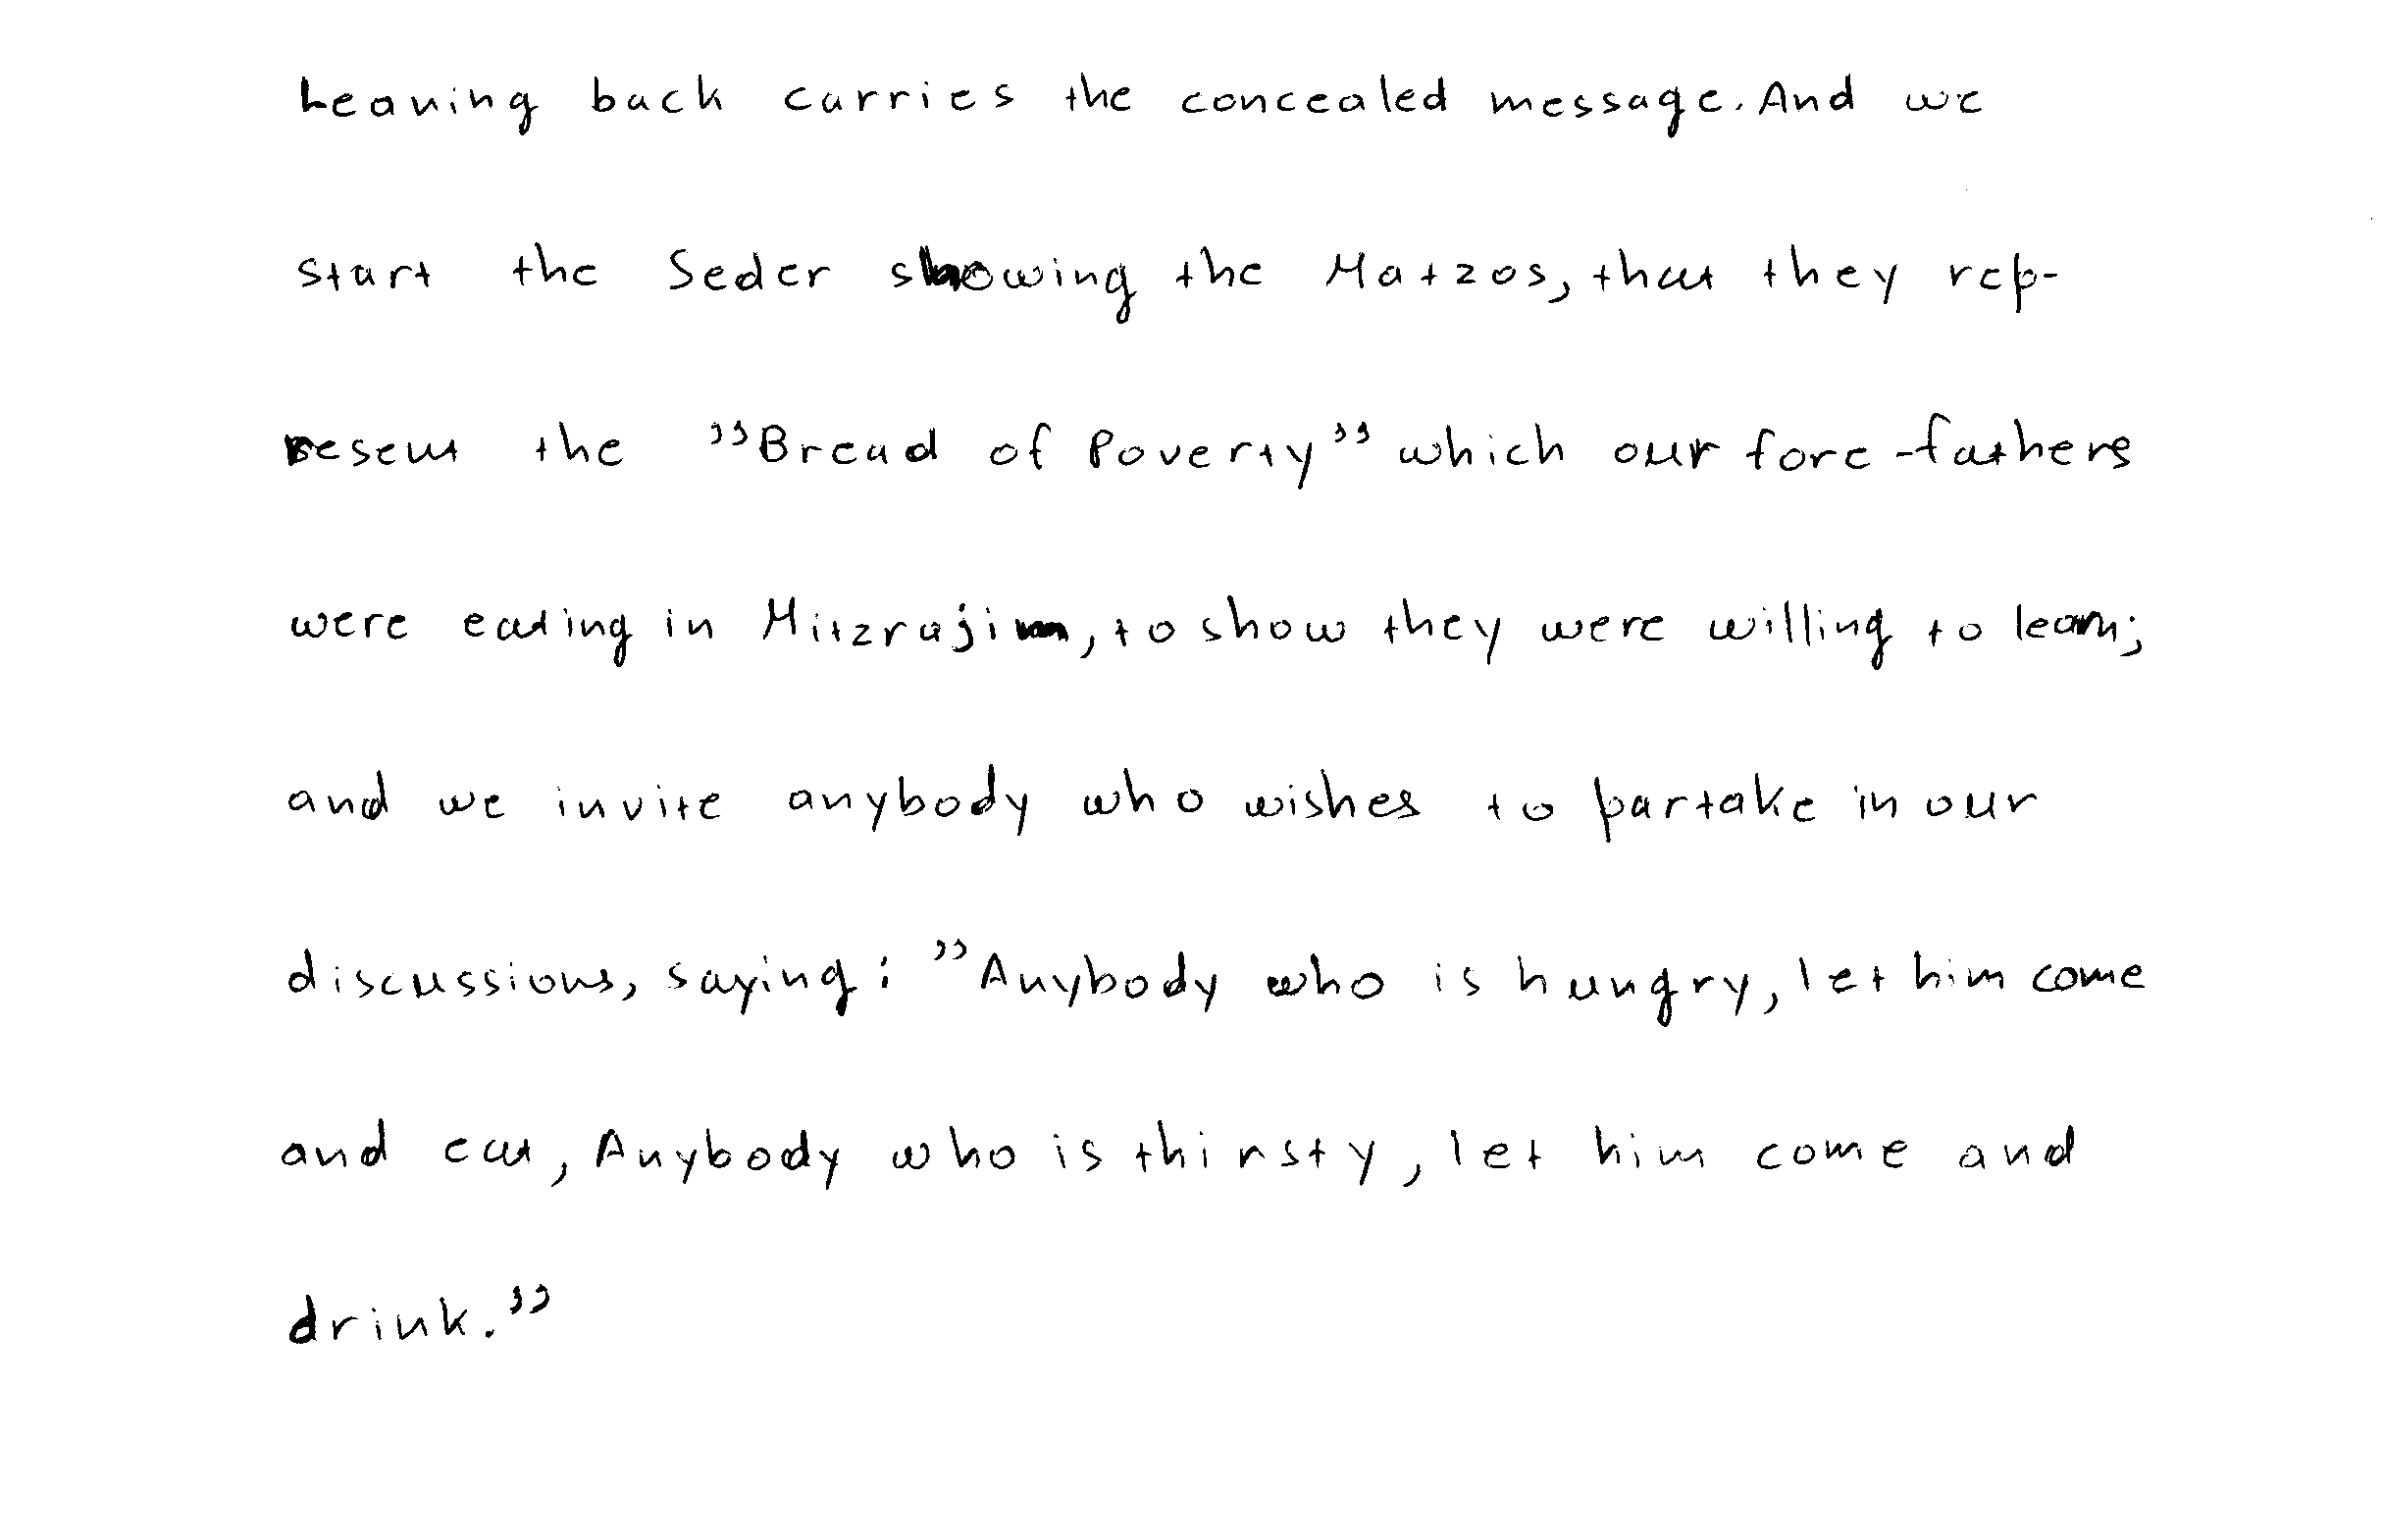 Leaning back carries the concealed message. And we
start the Seder showing the Matzos, that they rep-
resent the "Bread of Poverty" which our fore-fathers
were eating in Mitzrajim, to show they were willing to learn;
and we invite anybody who wishes to partake in our
discussions, saying: "Anybody who is hungry, let him come
and eat, Anybody who is thirsty, let him come and
drink."